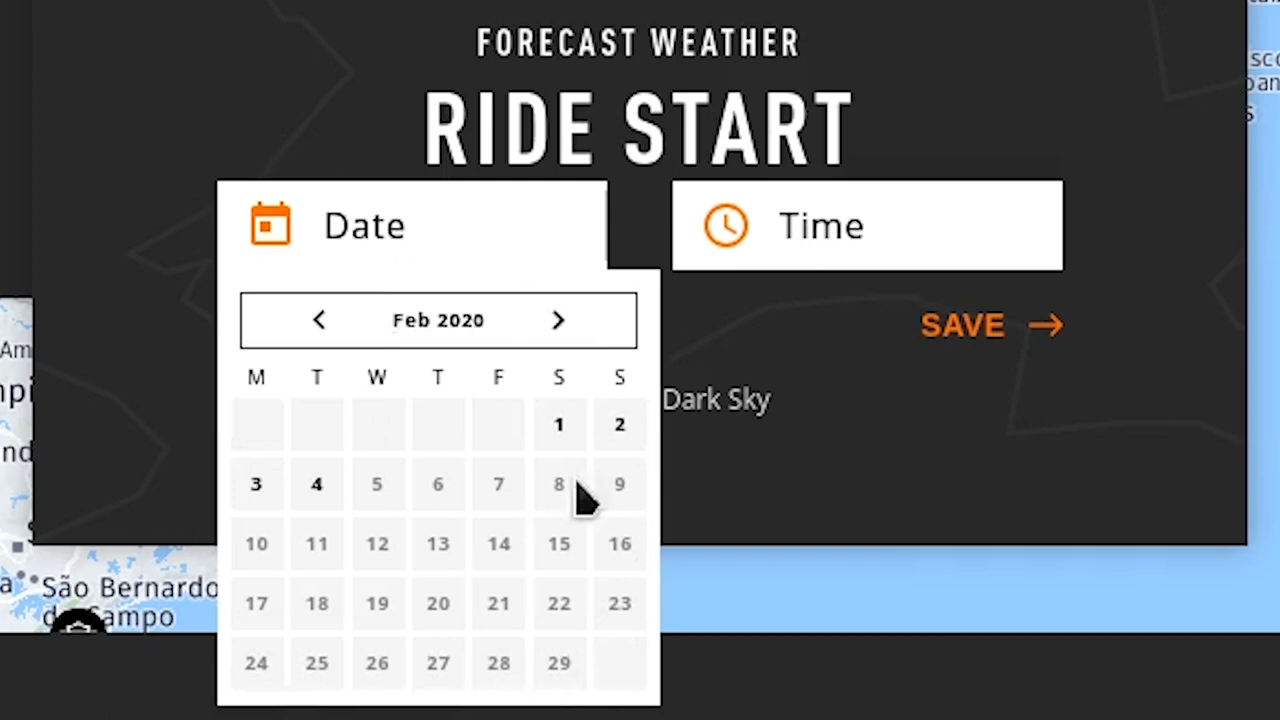 FORECAST WEATHER
RIDE START
Date
Time
Feb 2020
SAVE
M T W T F S S
1 2
Dark Sky
3 4 5 6 7 8 9
10 11 12 13 14 15 16
17 18 19 20 21 22 23
24 25 26 27 28 29
São Bernardo
Campo